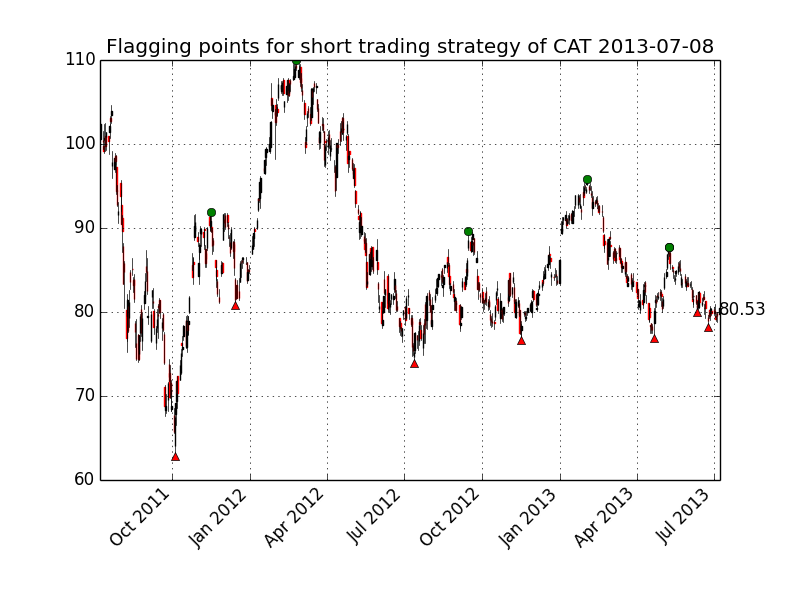 Flagging points for short trading strategy of CAT 2013-07-08
110
100
90
80
70
60
80.53
Oct 2011
Jan 2012
Apr 2012
Jul 2012
Oct 2012
Jan 2013
Apr 2013
Jul 2013